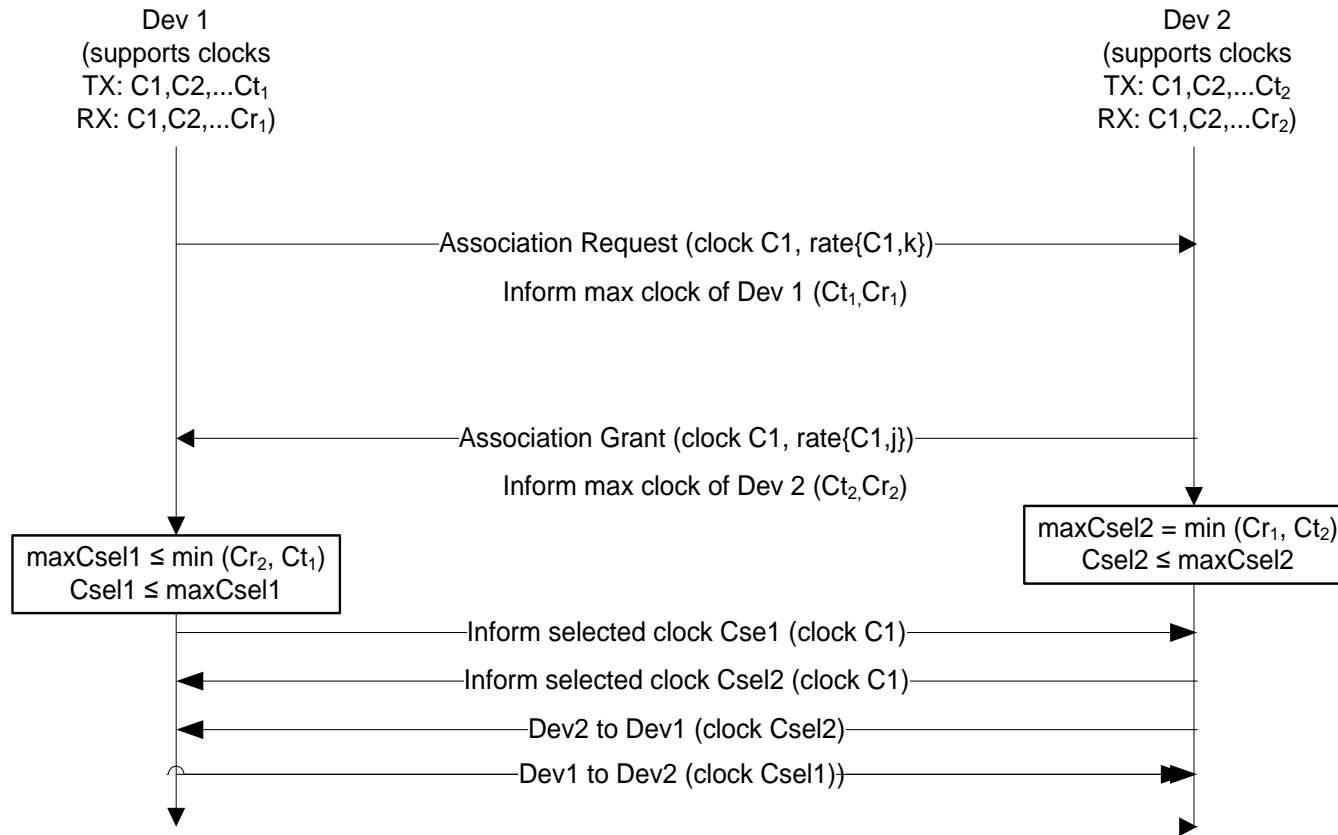 Dev 1
(supports clocks
TX: C1,C2,...Ct₁
RX: C1,C2,...Cr₁)
Dev 2
(supports clocks
TX: C1,C2,...Ct₂
RX: C1,C2,...Cr₂)
Association Request (clock C1, rate{C1,k})
Inform max clock of Dev 1 (Ct₁,Cr₁)
Association Grant (clock C1, rate{C1,j})
Inform max clock of Dev 2 (Ct₂,Cr₂)
maxCsel1 ≤ min (Cr₂, Ct₁)
Csel1 ≤ maxCsel1
maxCsel2 = min (Cr₁, Ct₂)
Csel2 ≤ maxCsel2
Inform selected clock Cse1 (clock C1)
Inform selected clock Csel2 (clock C1)
Dev2 to Dev1 (clock Csel2)
Dev1 to Dev2 (clock Csel1))